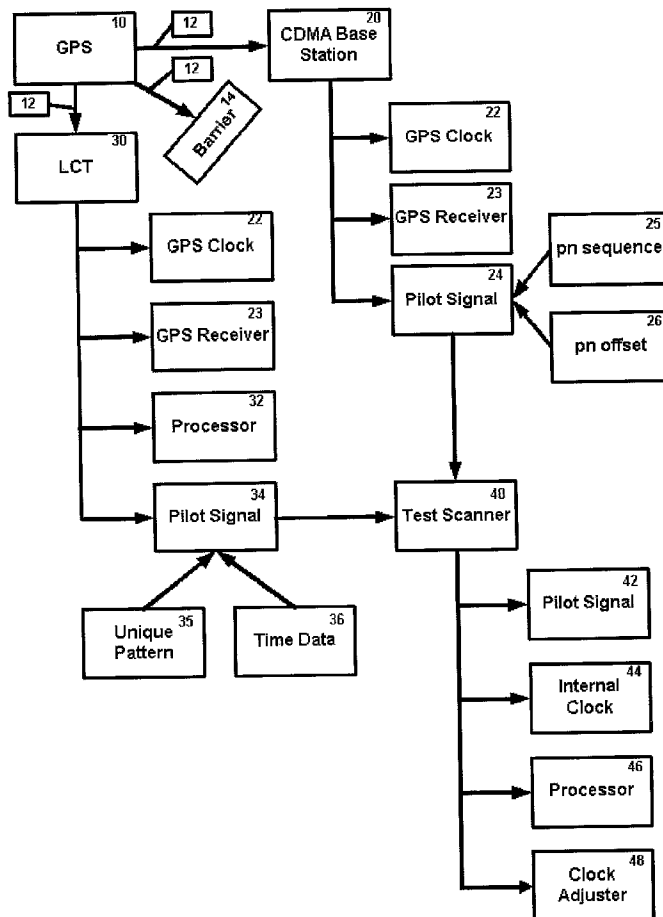 10
GPS
12
12
12
20
CDMA Base
Station
14
Barrier
30
LCT
22
GPS Clock
23
GPS Receiver
24
Pilot Signal
25
pn sequence
26
pn offset
22
GPS Clock
23
GPS Receiver
32
Processor
34
Pilot Signal
35
Unique
Pattern
36
Time Data
40
Test Scanner
42
Pilot Signal
44
Internal
Clock
46
Processor
48
Clock
Adjuster